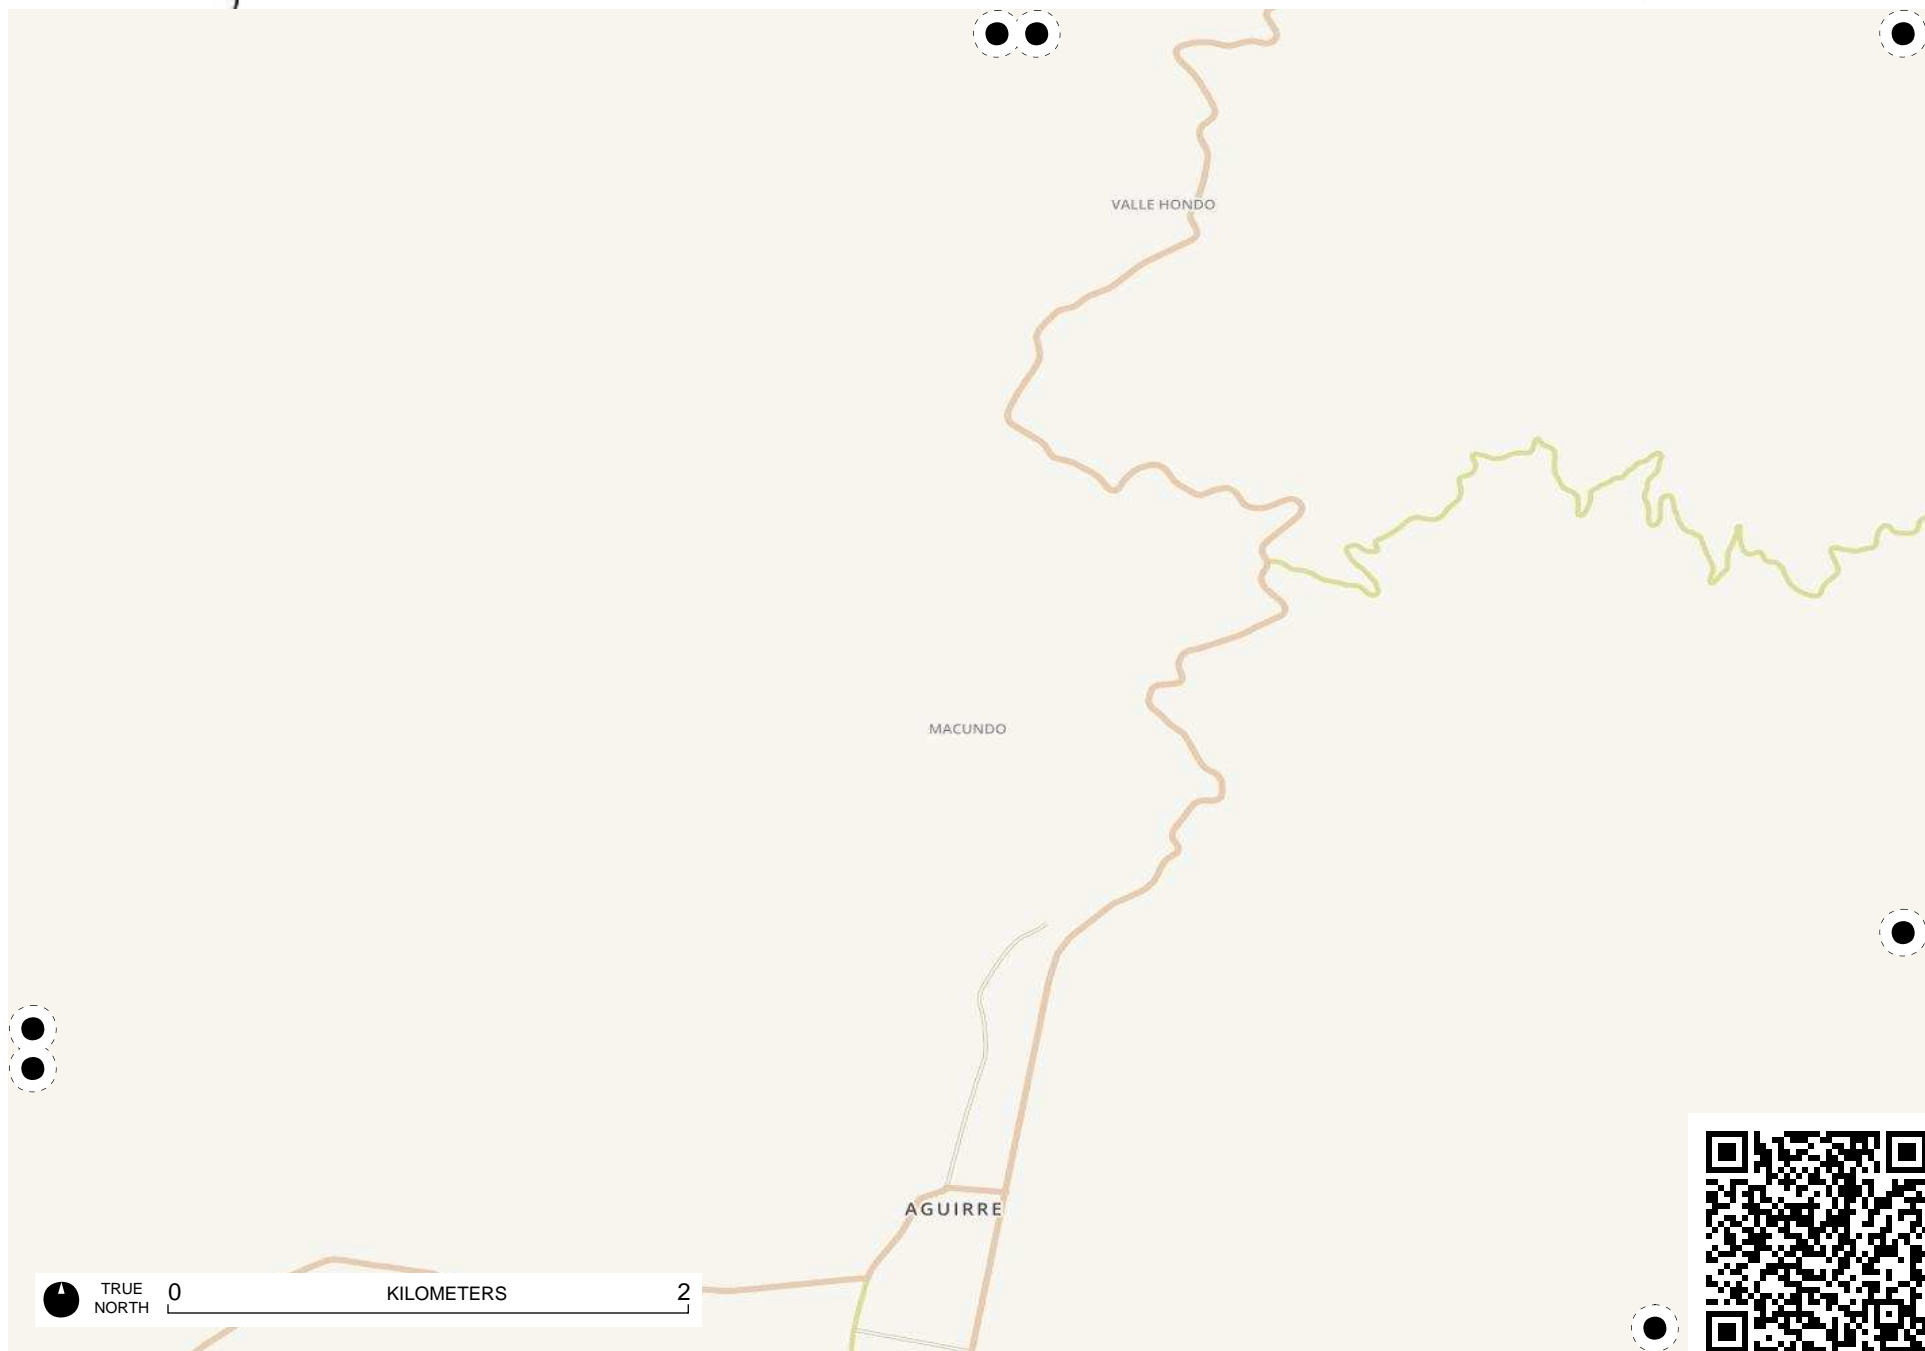 VALLE HONDO
MACUNDO
AGUIRRE
TRUE
NORTH
0 KILOMETERS 2